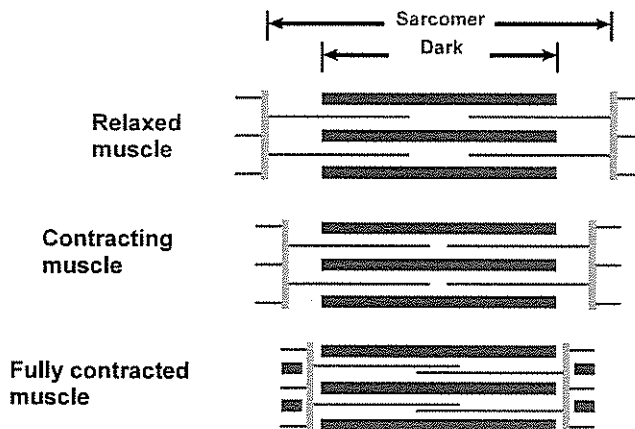 Sarcomer
Dark
Relaxed
muscle
Contracting
muscle
Fully contracted
muscle